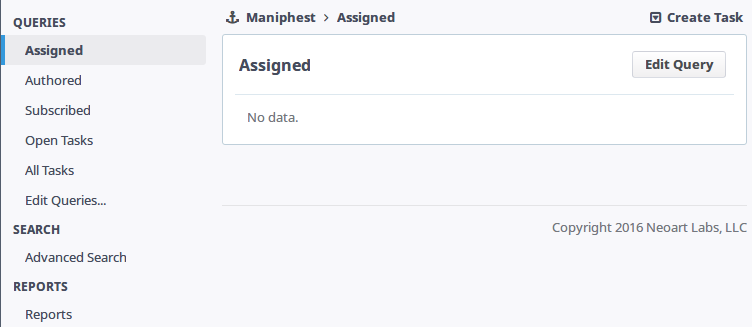 QUERIES
Assigned
Authored
Subscribed
Open Tasks
All Tasks
Edit Queries...
SEARCH
Advanced Search
REPORTS
Reports
Maniphest > Assigned
Create Task
Assigned
Edit Query
No data.
Copyright 2016 Neoart Labs, LLC